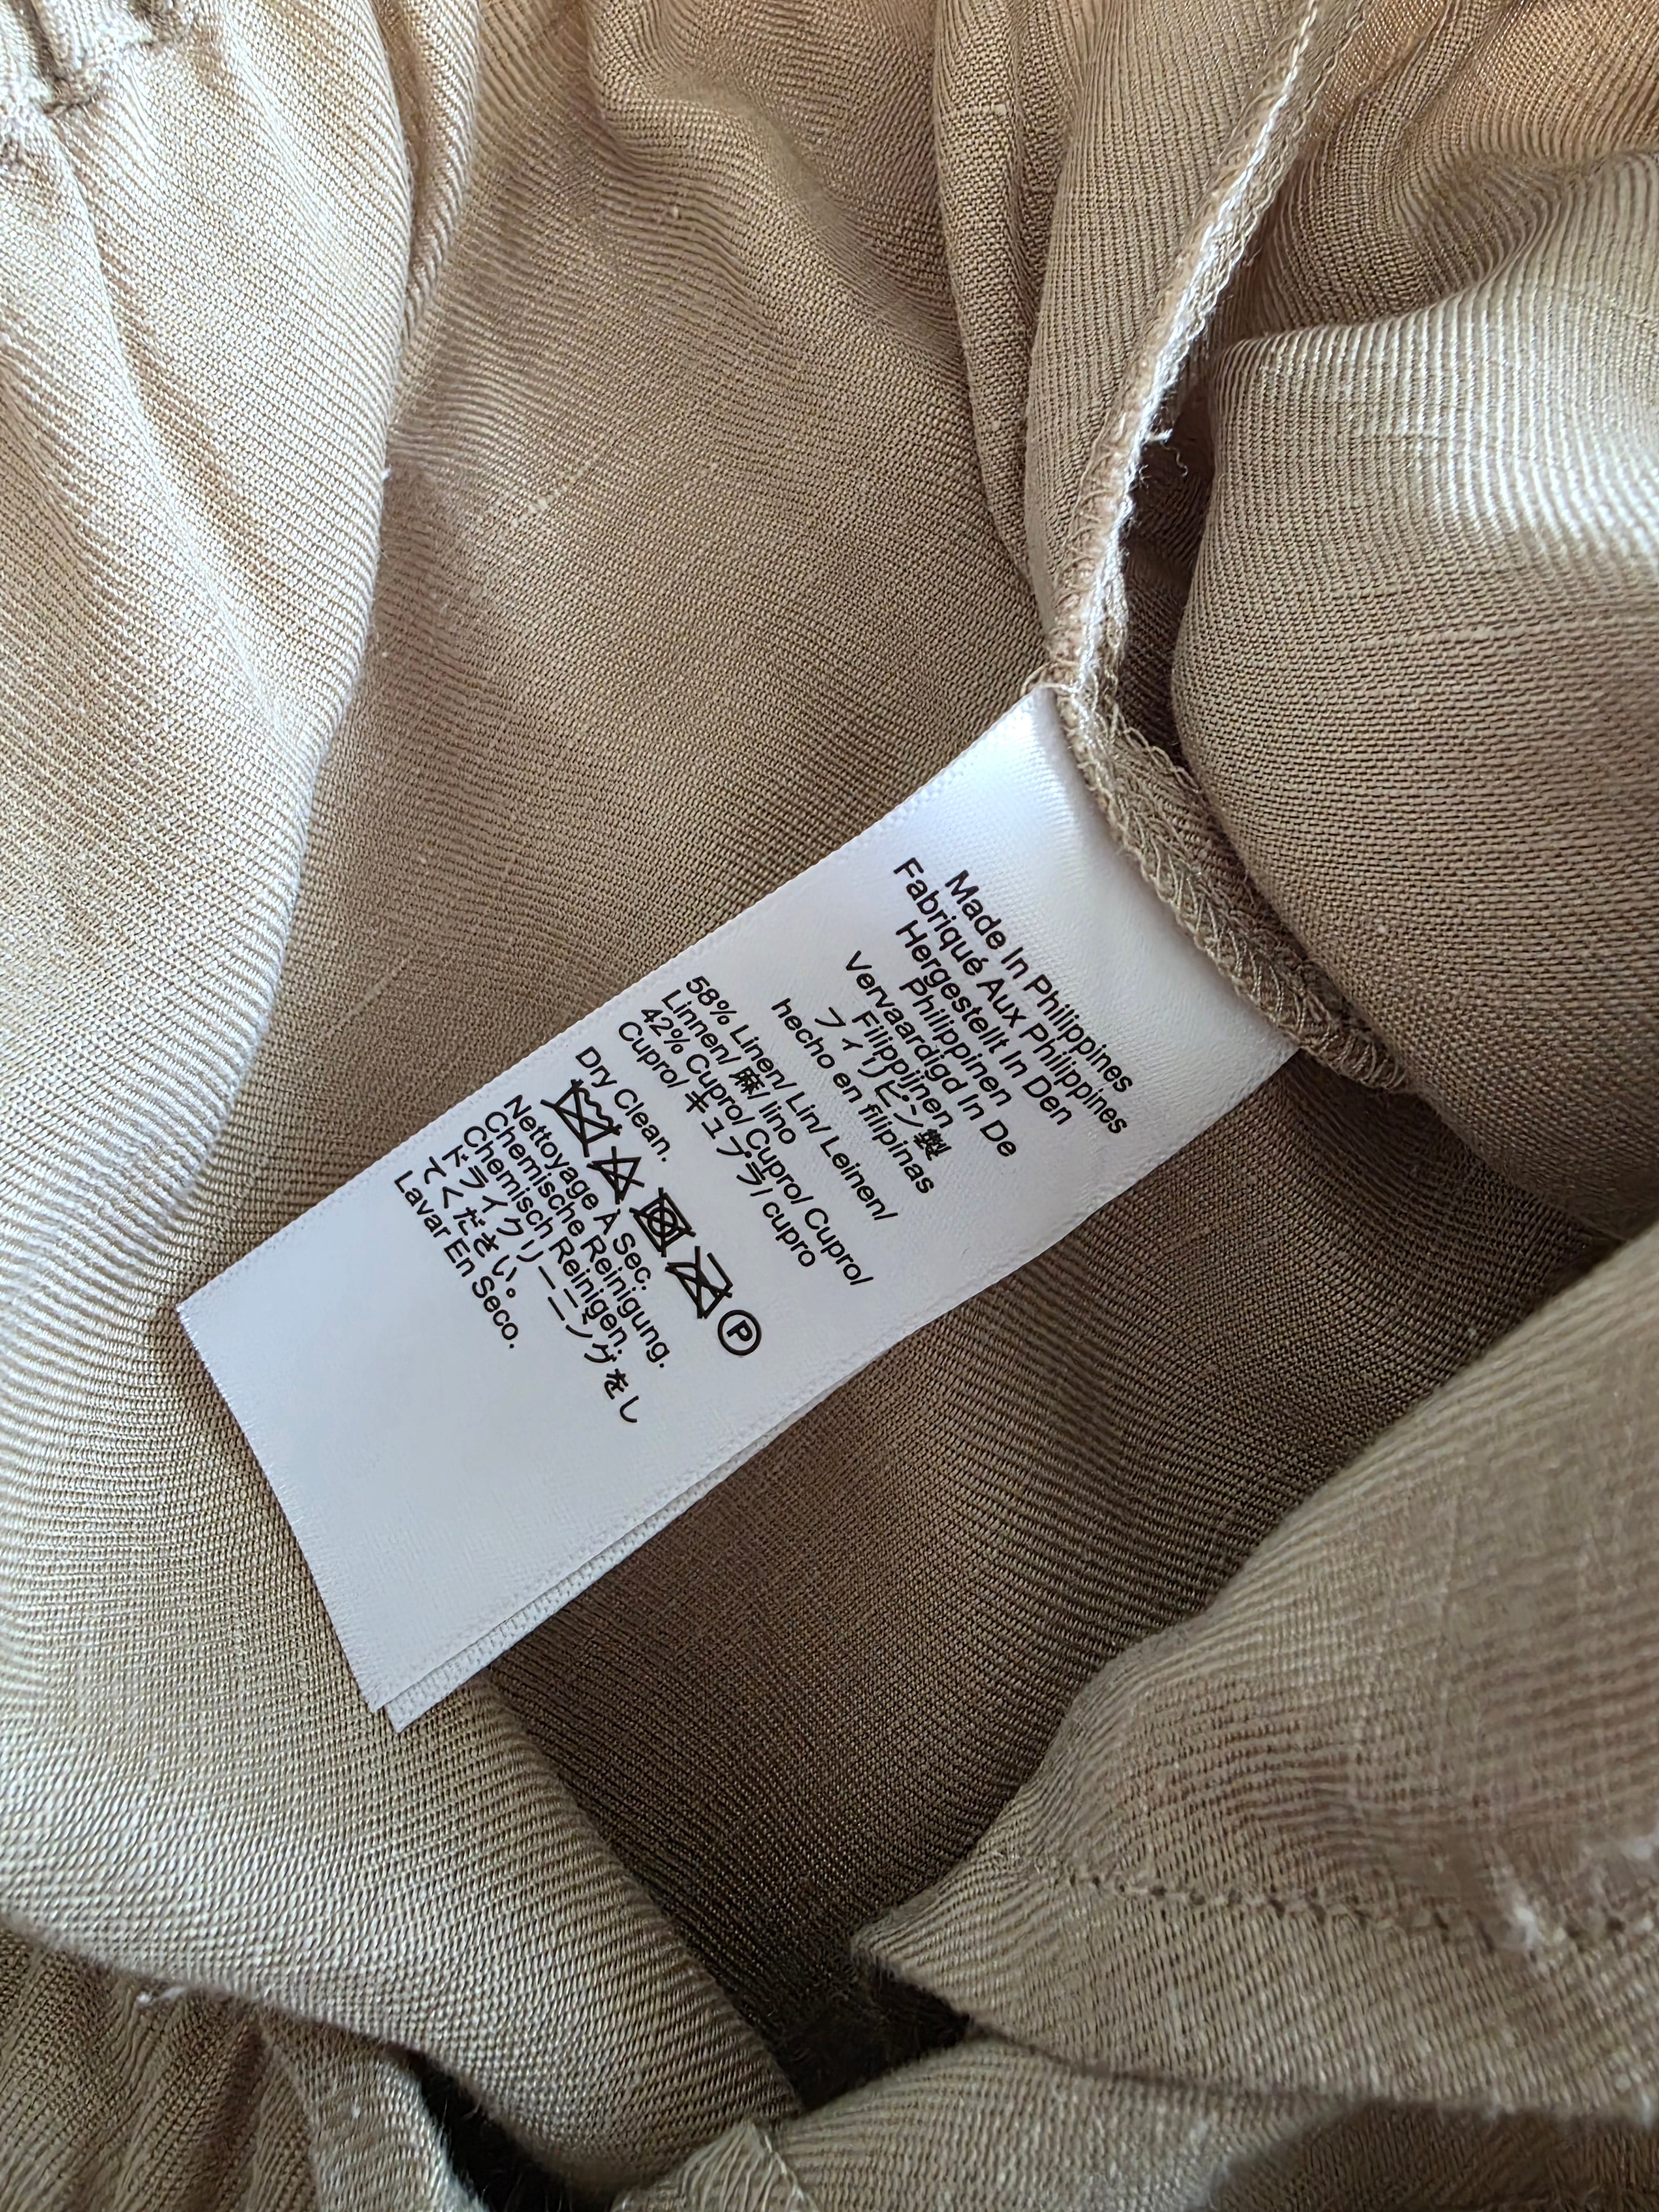 Made In Philippines
Fabriqué Aux Philippines
Hergestellt In Den
Philippinen
Vervaardigd In De
Filippijnen
フィリピン製
hecho en filipinas
58% Linen/ Lin/ Leinen/
Linnen/ 麻/ lino
42% Cupro/ Cupro/ Cupro/
Cupro/ キュプラ/ cupro
Dry Clean.
P
Nettoyage A Sec.
Chemische Reinigung.
Chemisch Reinigen.
ドライクリーニングをし
てください。
Lavar En Seco.